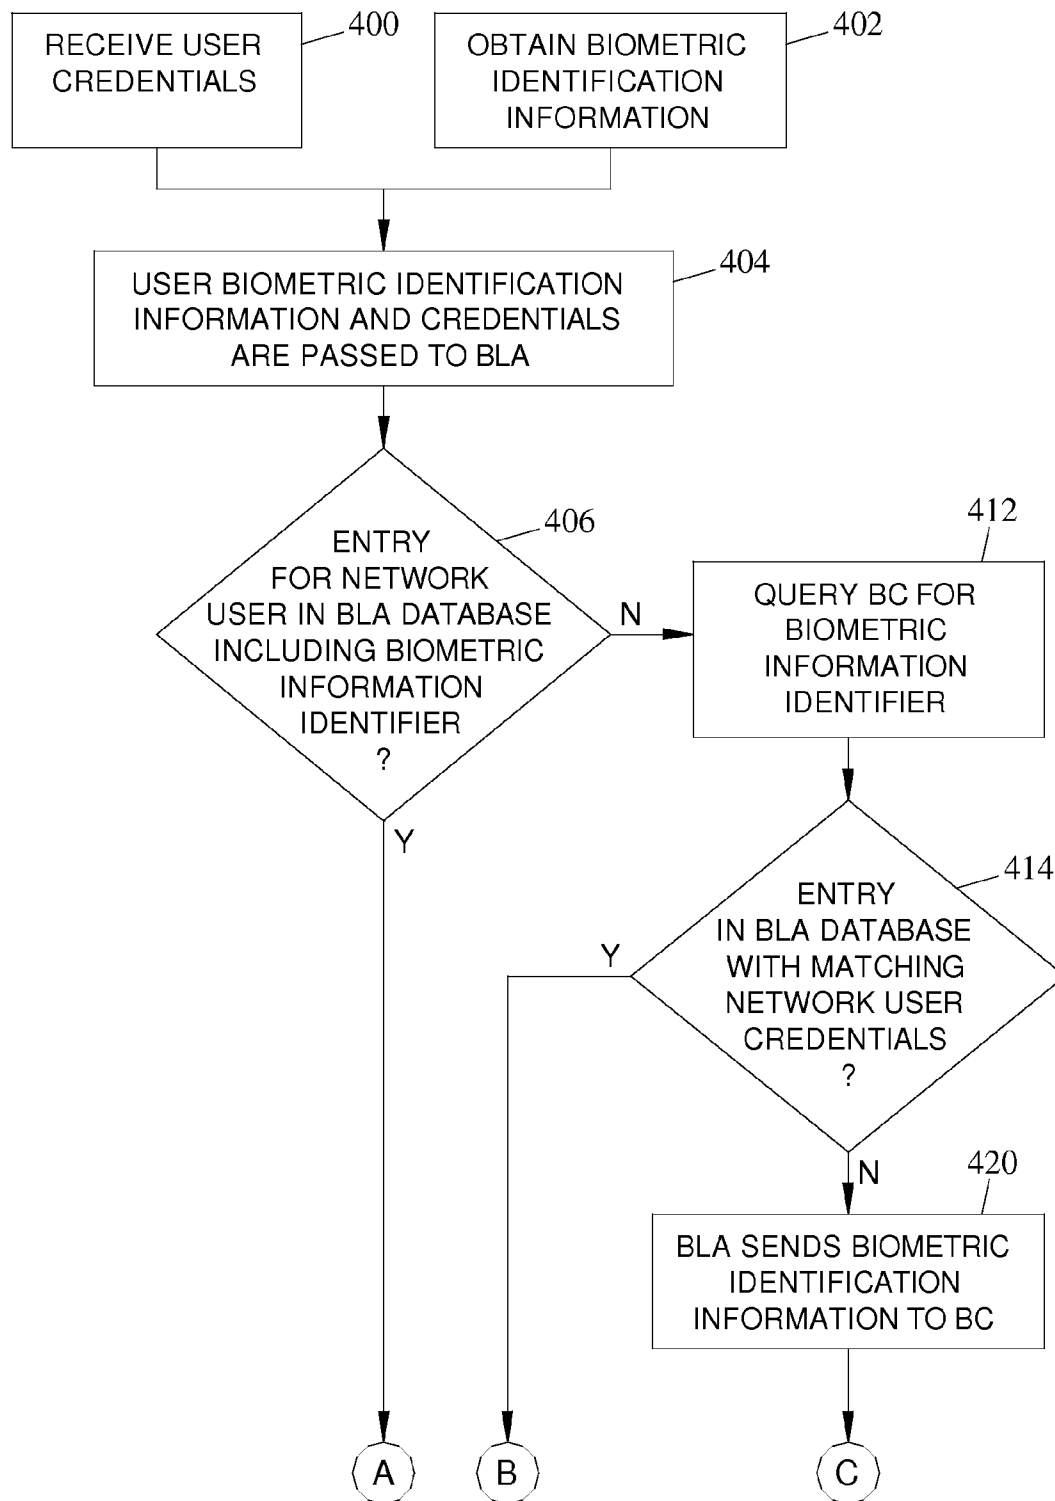 RECEIVE USER
CREDENTIALS
400
OBTAIN BIOMETRIC
IDENTIFICATION
INFORMATION
402
USER BIOMETRIC IDENTIFICATION
INFORMATION AND CREDENTIALS
ARE PASSED TO BLA
404
ENTRY
FOR NETWORK
USER IN BLA DATABASE
INCLUDING BIOMETRIC
INFORMATION
IDENTIFIER
?
406
N
Y
412
QUERY BC FOR
BIOMETRIC
INFORMATION
IDENTIFIER
414
ENTRY
IN BLA DATABASE
WITH MATCHING
NETWORK USER
CREDENTIALS
?
Y
N
420
BLA SENDS BIOMETRIC
IDENTIFICATION
INFORMATION TO BC
A
B
C